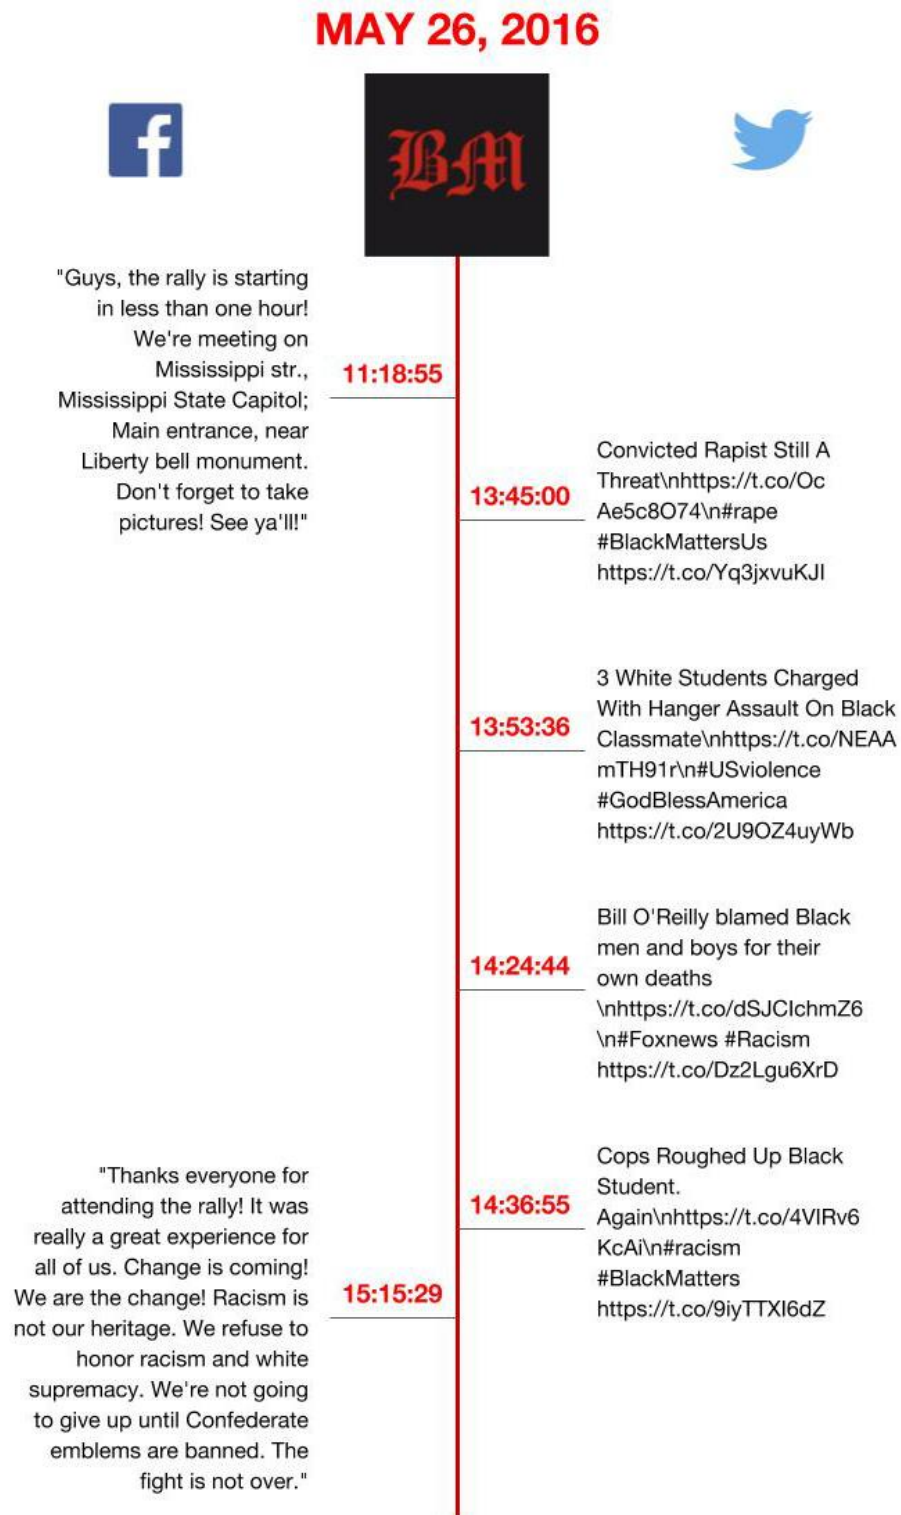 MAY 26, 2016
f
BM
"Guys, the rally is starting
in less than one hour!
We're meeting on
Mississippi str.,
Mississippi State Capitol;
Main entrance, near
Liberty bell monument.
Don't forget to take
pictures! See ya'll!"
11:18:55
13:45:00
Convicted Rapist Still A
Threat\nhttps://t.co/Oc
Ae5c8O74\n#rape
#BlackMattersUs
https://t.co/Yq3jxvuKJI
13:53:36
3 White Students Charged
With Hanger Assault On Black
Classmate\nhttps://t.co/NEAA
mTH91r\n#USviolence
#GodBlessAmerica
https://t.co/2U9OZ4uyWb
14:24:44
Bill O'Reilly blamed Black
men and boys for their
own deaths
\nhttps://t.co/dSJCIchmZ6
\n#Foxnews #Racism
https://t.co/Dz2Lgu6XrD
14:36:55
Cops Roughed Up Black
Student.
Again\nhttps://t.co/4VIRv6
KcAi\n#racism
#BlackMatters
https://t.co/9iyTTXI6dZ
"Thanks everyone for
attending the rally! It was
really a great experience for
all of us. Change is coming!
We are the change! Racism is
not our heritage. We refuse to
honor racism and white
supremacy. We're not going
to give up until Confederate
emblems are banned. The
fight is not over."
15:15:29